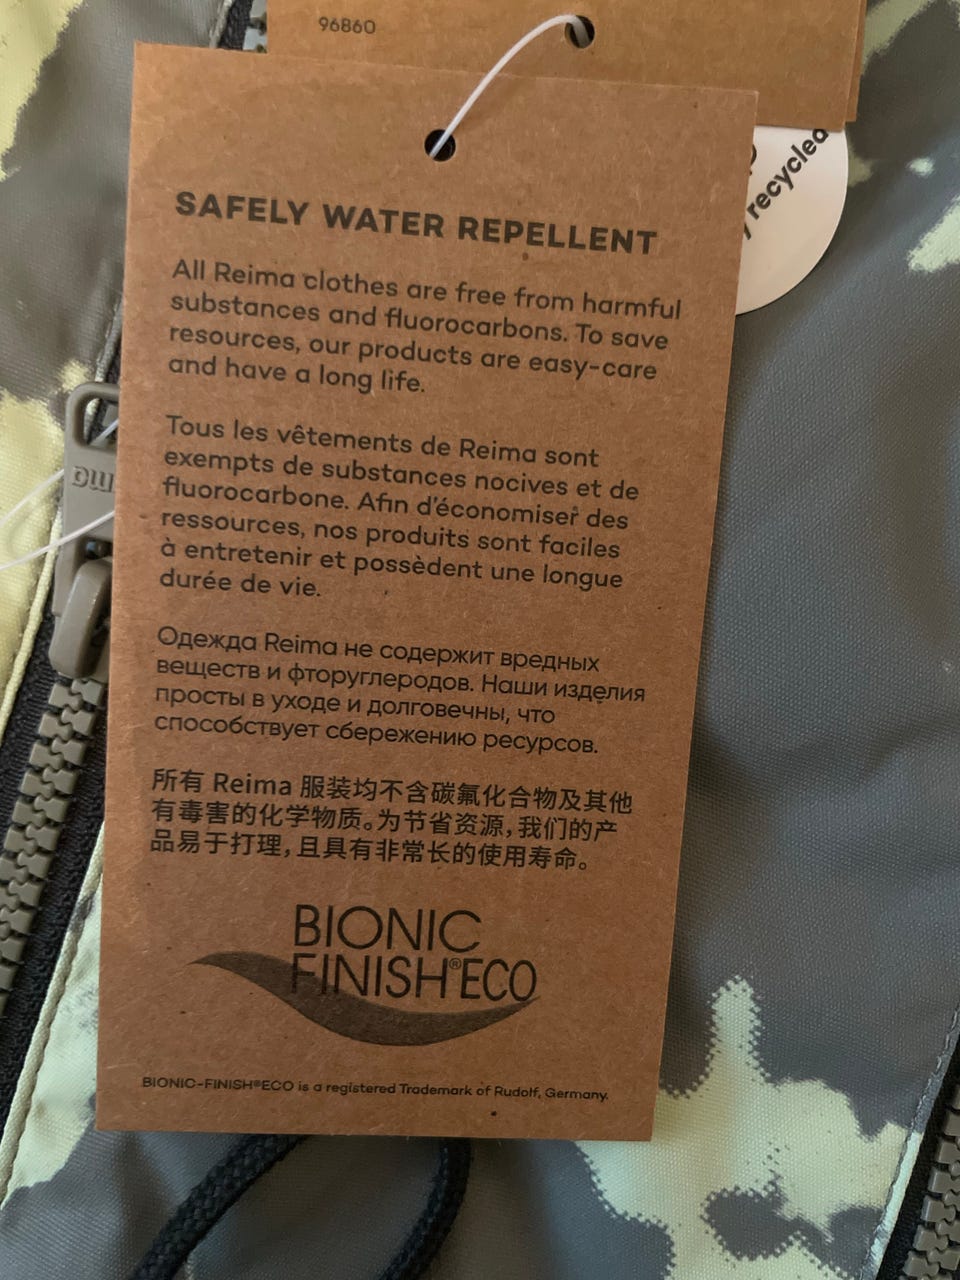 96860
recycled
SAFELY WATER REPELLENT
All Reima clothes are free from harmful
substances and fluorocarbons. To save
resources, our products are easy-care
and have a long life.
Tous les vêtements de Reima sont
exempts de substances nocives et de
fluorocarbone. Afin d'économiser des
ressources, nos produits sont faciles
à entretenir et possèdent une longue
durée de vie.
Одежда Reima не содержит вредных
веществ и фторуглеродов. Наши изделия
просты в уходе и долговечны, что
способствует сбережению ресурсов.
所有 Reima 服装均不含碳氟化合物及其他
有毒害的化学物质。为节省资源，我们的产
品易于打理，且具有非常长的使用寿命。
BIONIC
FINISH®ECO
BIONIC-FINISH®ECO is a registered Trademark of Rudolf, Germany.